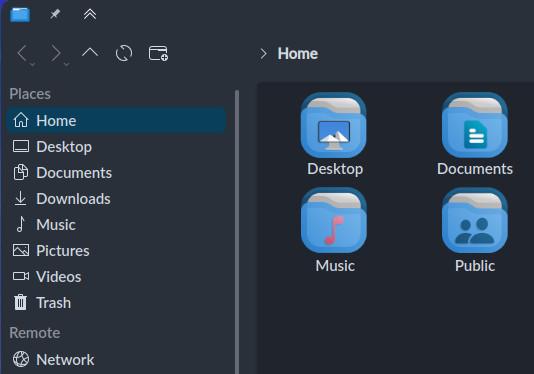 Home
Places
Home
Desktop
Documents
Downloads
Music
Pictures
Videos
Trash
Remote
Network
Desktop
Documents
Music
Public